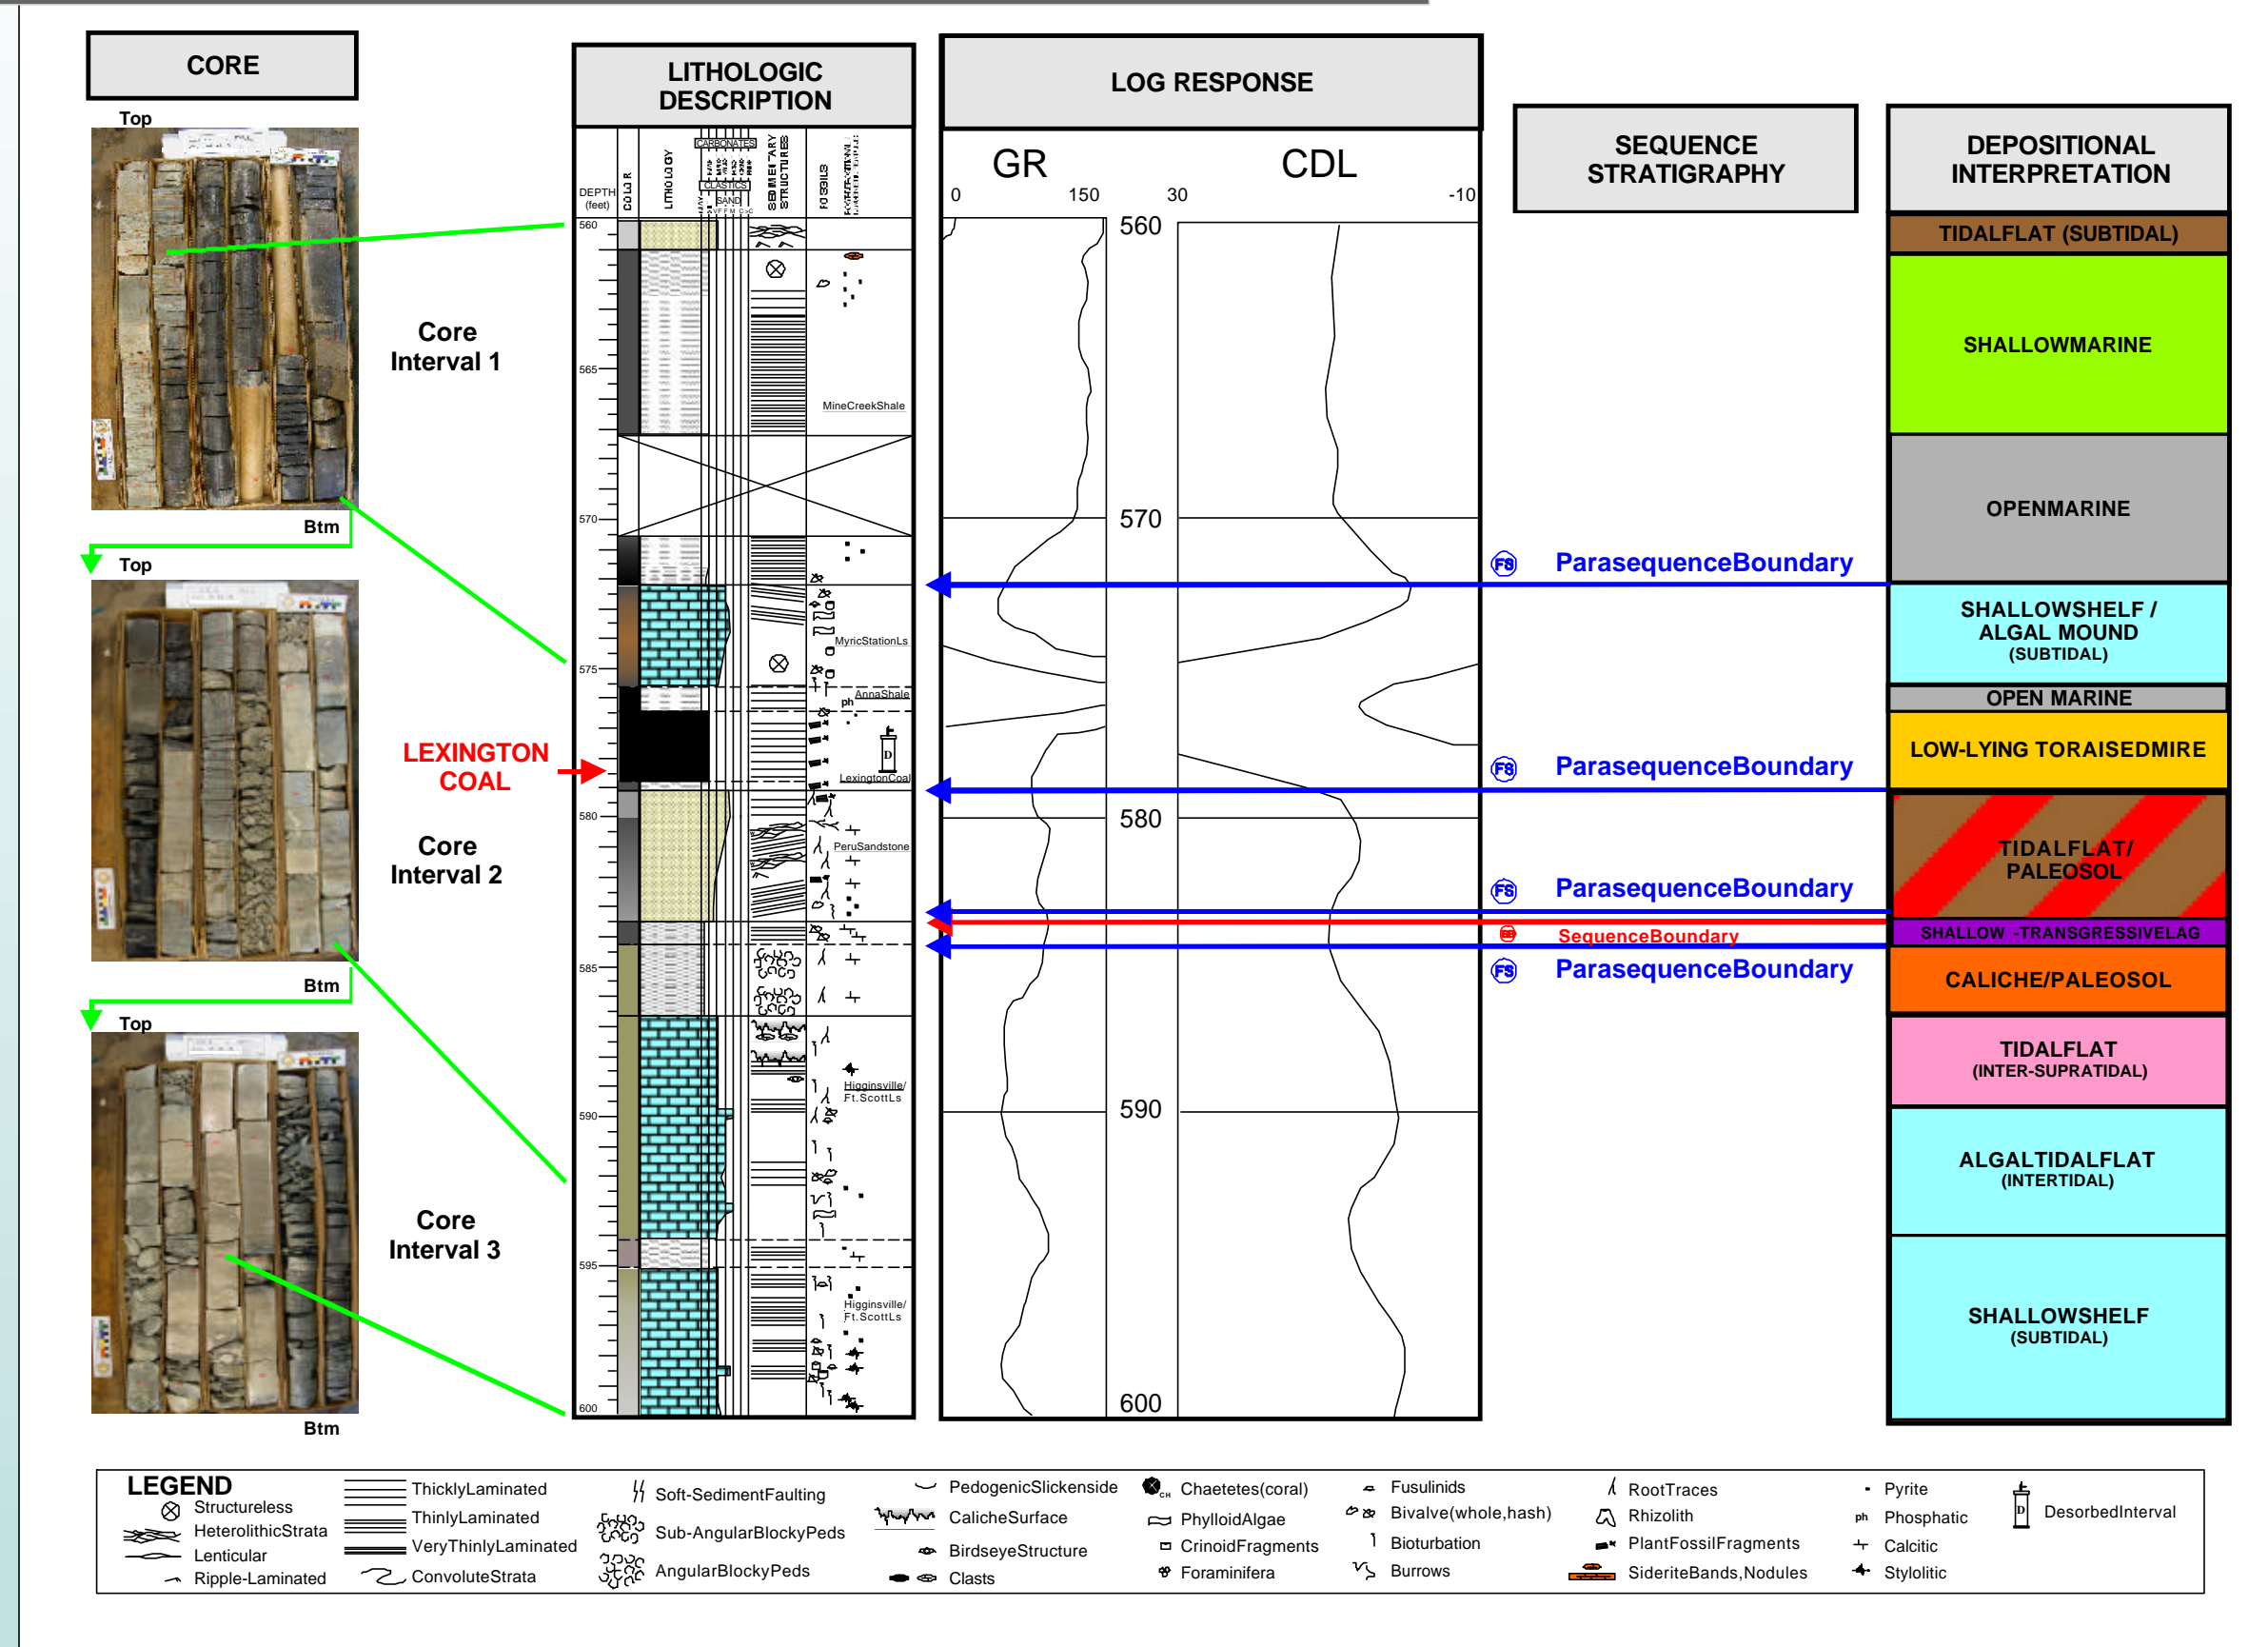 CORE
LITHOLOGIC
DESCRIPTION
LOG RESPONSE
SEQUENCE
STRATIGRAPHY
DEPOSITIONAL
INTERPRETATION
Top
Btm
Top
Btm
Top
Btm
Core
Interval 1
LEXINGTON
COAL
Core
Interval 2
Core
Interval 3
DEPTH
(feet)
COLOR
LITHOLOGY
CARBONATES
CLASTICS
SAND
SEDIMENTARY
STRUCTURES
FOSSILS
560
565
570
575
580
585
590
595
600
MineCreekShale
MyricStationLs
AnnaShale
ph
D
LexingtonCoal
PeruSandstone
Higginsville/
Ft.ScottLs
Higginsville/
Ft.ScottLs
GR
CDL
0
150
30
-10
560
570
580
590
600
FS
ParasequenceBoundary
FS
ParasequenceBoundary
FS
ParasequenceBoundary
SequenceBoundary
FS
ParasequenceBoundary
TIDALFLAT (SUBTIDAL)
SHALLOWMARINE
OPENMARINE
SHALLOWSHELF /
ALGAL MOUND
(SUBTIDAL)
OPEN MARINE
LOW-LYING TORAISEDMIRE
TIDALFLAT/
PALEOSOL
SHALLOW -TRANSGRESSIVELAG
CALICHE/PALEOSOL
TIDALFLAT
(INTER-SUPRATIDAL)
ALGALTIDALFLAT
(INTERTIDAL)
SHALLOWSHELF
(SUBTIDAL)
LEGEND
Structureless
HeterolithicStrata
Lenticular
Ripple-Laminated
ThicklyLaminated
ThinlyLaminated
VeryThinlyLaminated
ConvoluteStrata
Soft-SedimentFaulting
Sub-AngularBlockyPeds
AngularBlockyPeds
PedogenicSlickenside
CalicheSurface
BirdseyeStructure
Clasts
CH
Chaetetes(coral)
PhylloidAlgae
CrinoidFragments
Foraminifera
Fusulinids
Bivalve(whole,hash)
Bioturbation
Burrows
RootTraces
Rhizolith
PlantFossilFragments
SideriteBands,Nodules
Pyrite
ph
Phosphatic
Calcitic
Stylolitic
D
DesorbedInterval